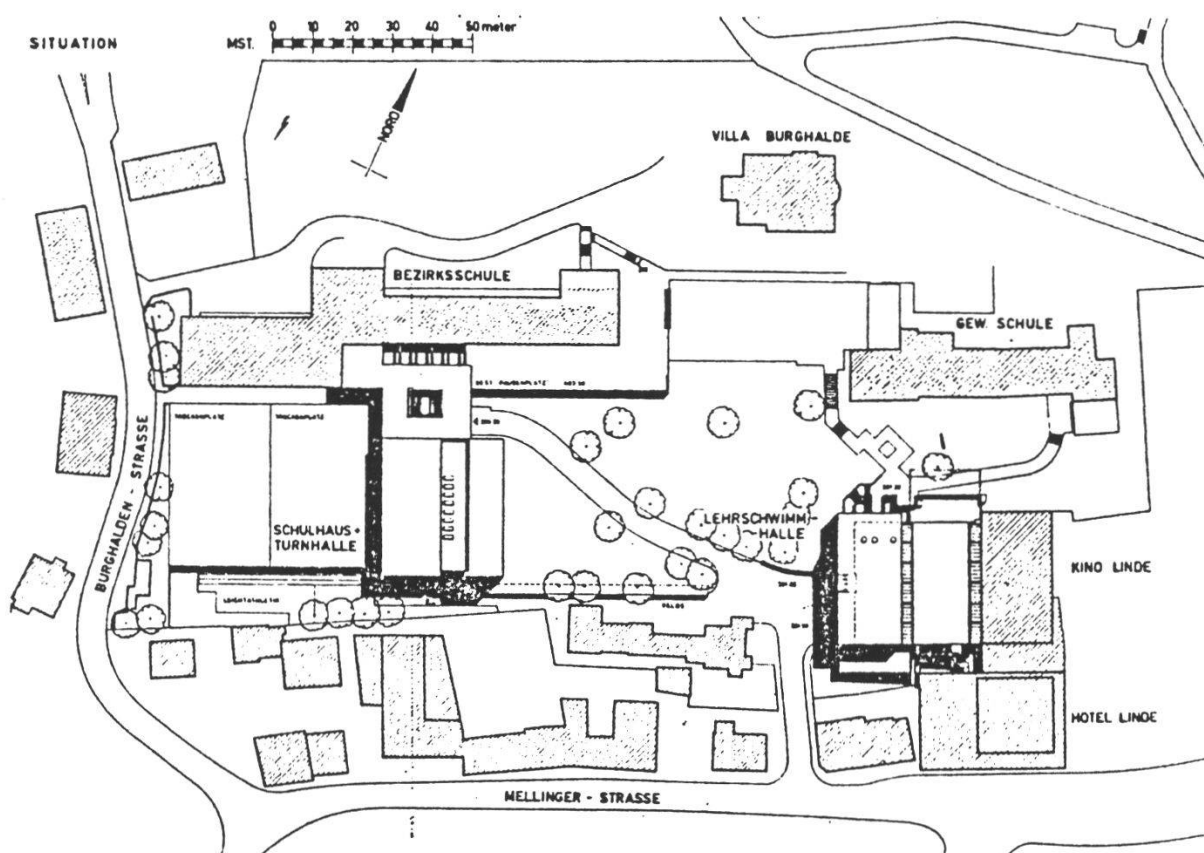 SITUATION
MST.
0 10 20 30 40 50 meter
NORD
VILLA BURGHALDE
BEZIRKSSCHULE
GEW. SCHULE
BURGHALDEN - STRASSE
SCHULHAUS +
TURNHALLE
LEHRSCHWIMM-
HALLE
KINO LINDE
HOTEL LINDE
MELLINGER - STRASSE